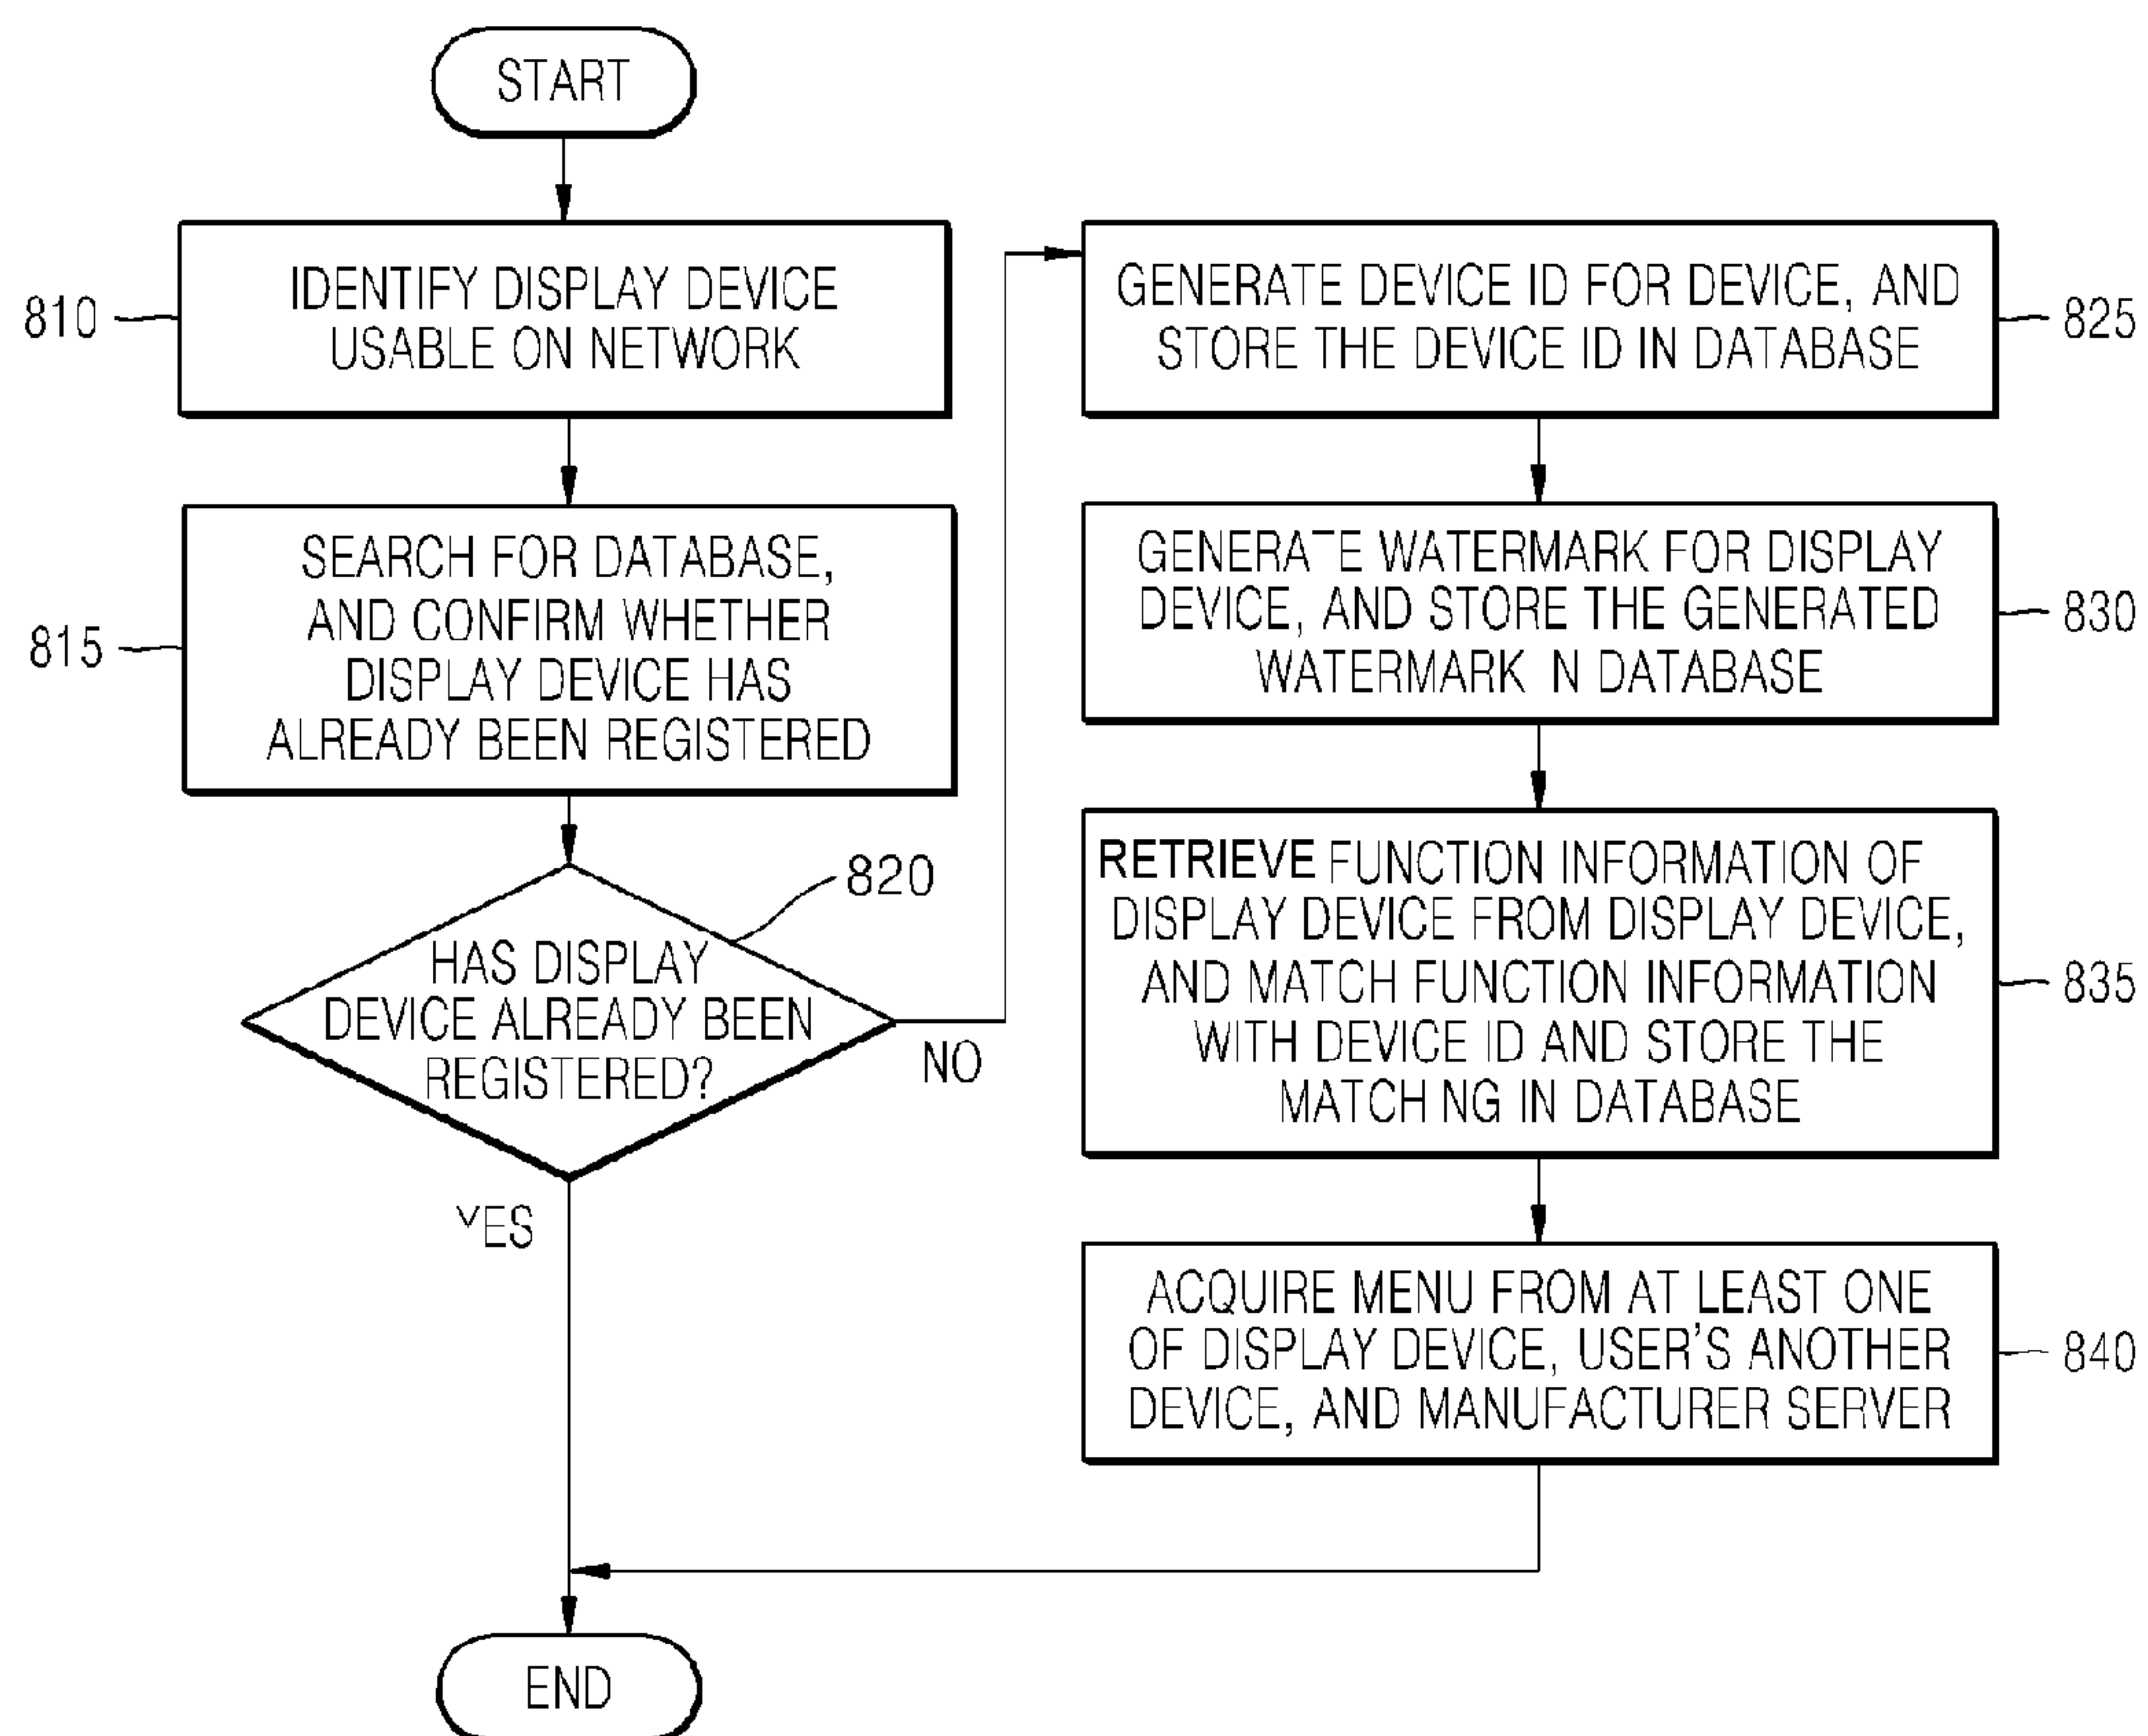 START
810
IDENTIFY DISPLAY DEVICE
USABLE ON NETWORK
815
SEARCH FOR DATABASE,
AND CONFIRM WHETHER
DISPLAY DEVICE HAS
ALREADY BEEN REGISTERED
820
HAS DISPLAY
DEVICE ALREADY BEEN
REGISTERED?
NO
YES
GENERATE DEVICE ID FOR DEVICE, AND
STORE THE DEVICE ID IN DATABASE
825
GENERATE WATERMARK FOR DISPLAY
DEVICE, AND STORE THE GENERATED
WATERMARK IN DATABASE
830
RETRIEVE FUNCTION INFORMATION OF
DISPLAY DEVICE FROM DISPLAY DEVICE,
AND MATCH FUNCTION INFORMATION
WITH DEVICE ID AND STORE THE
MATCHING IN DATABASE
835
ACQUIRE MENU FROM AT LEAST ONE
OF DISPLAY DEVICE, USER'S ANOTHER
DEVICE, AND MANUFACTURER SERVER
840
END